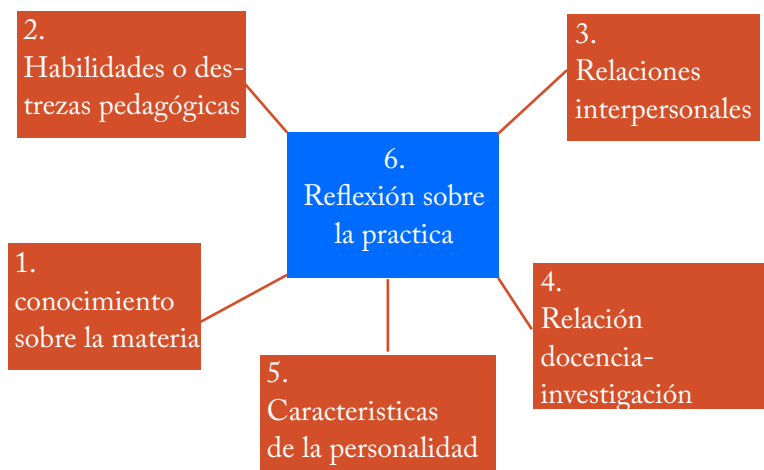 2.
Habilidades o des-
trezas pedagógicas
3.
Relaciones
interpersonales
6.
Reflexión sobre
la practica
1.
conocimiento
sobre la materia
4.
Relación
docencia-
investigación
5.
Caracteristicas
de la personalidad